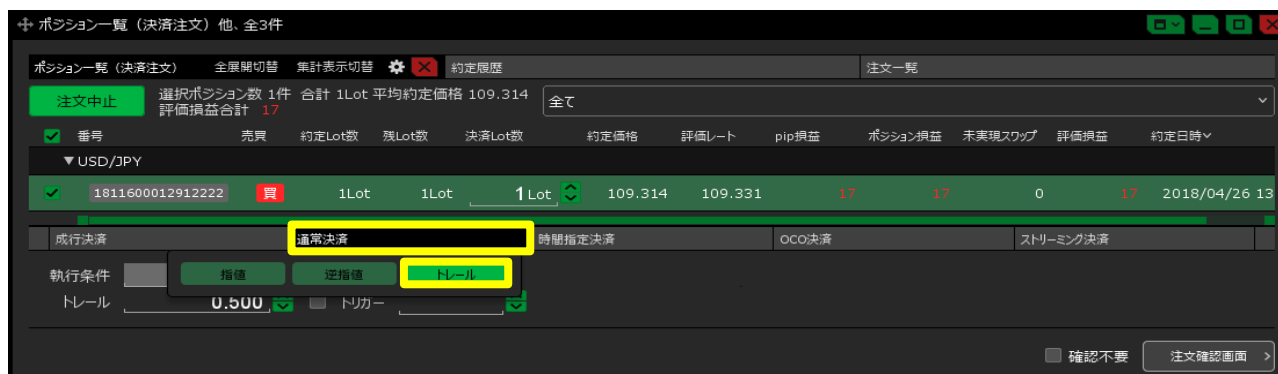 ポジション一覧（決済注文）他、全3件
ポジション一覧（決済注文） 全展開切替 集計表示切替 約定履歴 注文一覧
注文中止 選択ポジション数 1件 合計 1Lot 平均約定価格 109.314 全て
評価損益合計 17
番号 売買 約定Lot数 残Lot数 決済Lot数 約定価格 評価レート pip損益 ポジション損益 未実現スワップ 評価損益 約定日時
▼USD/JPY
1811600012912222 買 1Lot 1Lot 1 Lot 109.314 109.331 17 17 0 17 2018/04/26 13
成行決済 通常決済 時間指定決済 OCO決済 ストリーミング決済
執行条件 指値 逆指値 トレール
トレール 0.500 トリガー
確認不要 注文確認画面 >